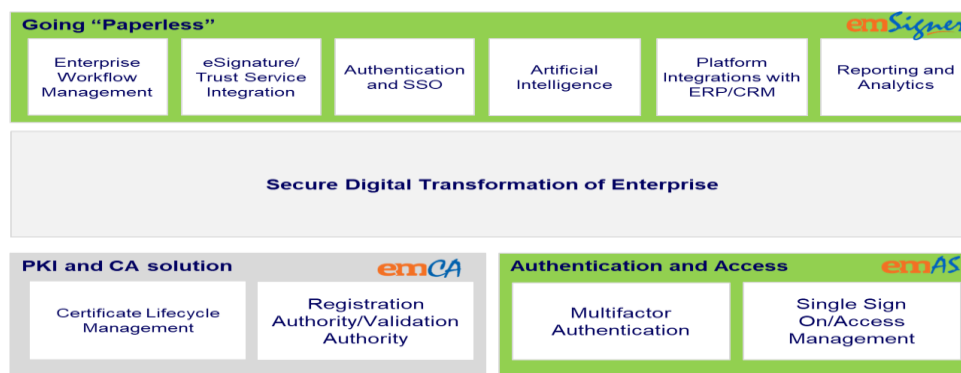 Going “Paperless”
emSigner
Enterprise
Workflow
Management
eSignature/
Trust Service
Integration
Authentication
and SSO
Artificial
Intelligence
Platform
Integrations with
ERP/CRM
Reporting and
Analytics
Secure Digital Transformation of Enterprise
PKI and CA solution
emCA
Certificate Lifecycle
Management
Registration
Authority/Validation
Authority
Authentication and Access
emAS
Multifactor
Authentication
Single Sign
On/Access
Management